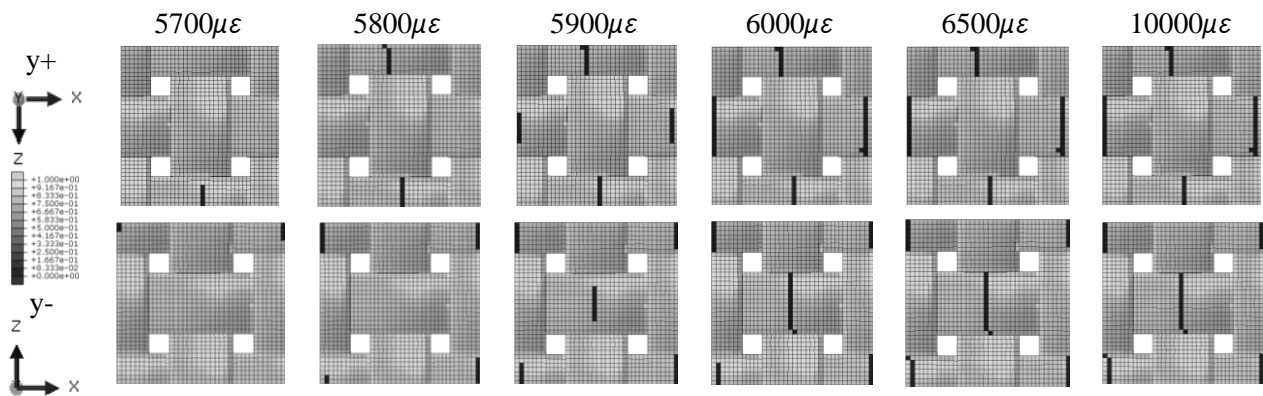 5700με 5800με 5900με 6000με 6500με 10000με
y+
Y
X
Z
+1.000e+00
+9.167e-01
+8.333e-01
+7.500e-01
+6.667e-01
+5.833e-01
+5.000e-01
+4.167e-01
+3.333e-01
+2.500e-01
+1.667e-01
+8.333e-02
+0.000e+00
y-
Z
X